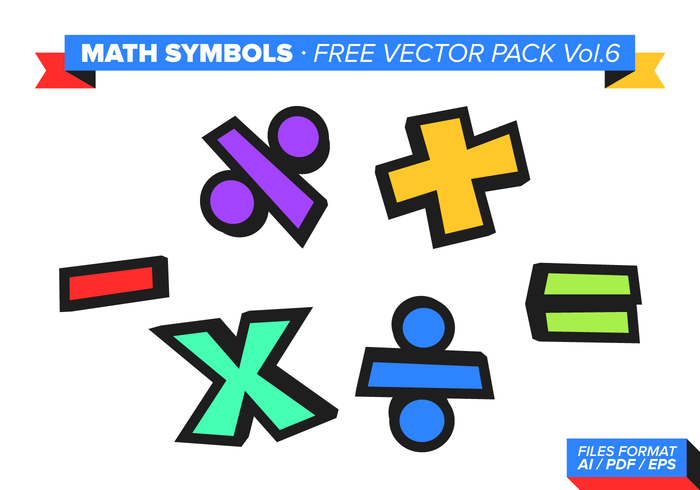 MATH SYMBOLS · FREE VECTOR PACK Vol.6
FILES FORMAT
AI / PDF / EPS